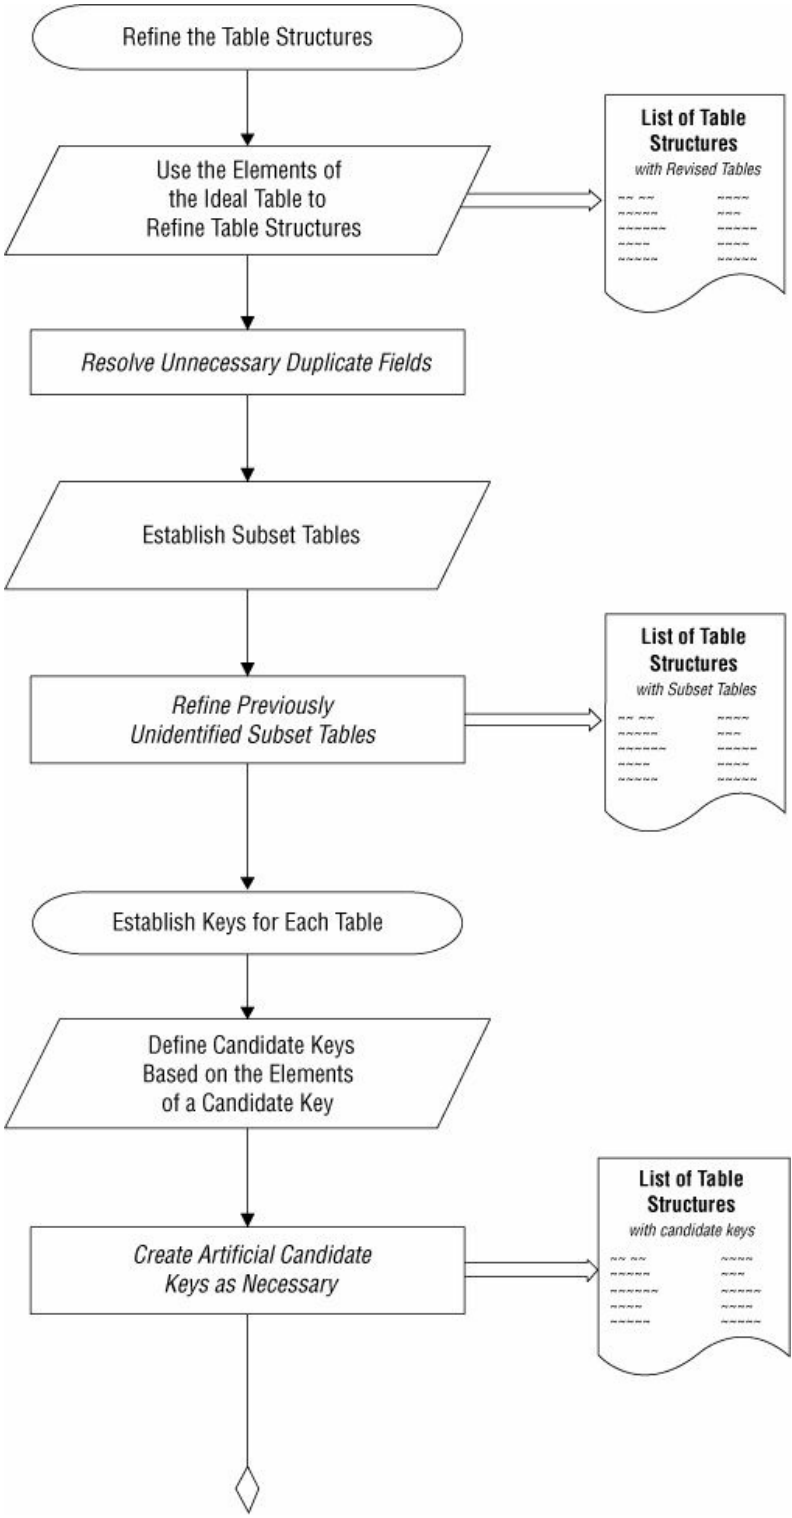 Refine the Table Structures
Use the Elements of
the Ideal Table to
Refine Table Structures
List of Table
Structures
with Revised Tables
Resolve Unnecessary Duplicate Fields
Establish Subset Tables
Refine Previously
Unidentified Subset Tables
List of Table
Structures
with Subset Tables
Establish Keys for Each Table
Define Candidate Keys
Based on the Elements
of a Candidate Key
Create Artificial Candidate
Keys as Necessary
List of Table
Structures
with candidate keys